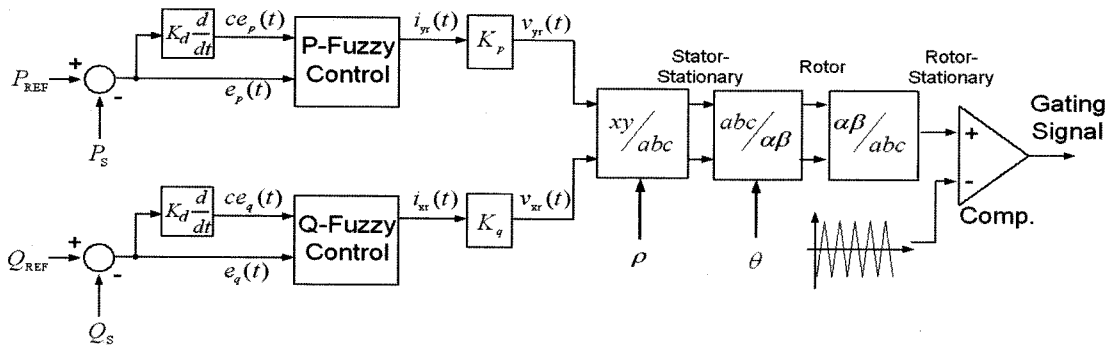 K_d d/dt
ce_p(t)
P-Fuzzy
Control
i_yr(t)
K_p
v_yr(t)
P_REF
+
-
e_p(t)
P_S
Stator-
Stationary
Rotor
Rotor-
Stationary
xy/abc
abc/αβ
αβ/abc
+
-
Comp.
Gating
Signal
ρ
θ
K_d d/dt
ce_q(t)
Q-Fuzzy
Control
i_xr(t)
K_q
v_xr(t)
Q_REF
+
-
e_q(t)
Q_S